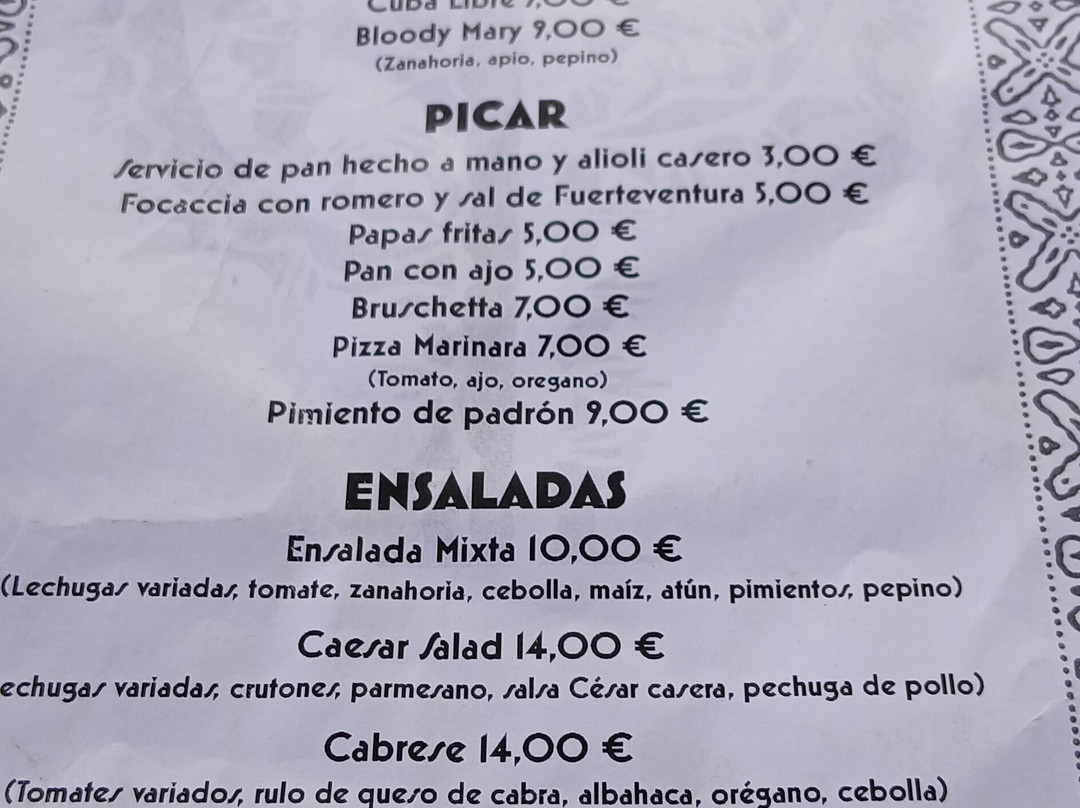 Cuba Libre
Bloody Mary 9,00 €
(Zanahoria, apio, pepino)
PICAR
Servicio de pan hecho a mano y alioli casero 3,00 €
Focaccia con romero y sal de Fuerteventura 5,00 €
Papas fritas 5,00 €
Pan con ajo 5,00 €
Bruschetta 7,00 €
Pizza Marinara 7,00 €
(Tomato, ajo, oregano)
Pimiento de padrón 9,00 €
ENSALADAS
Ensalada Mixta 10,00 €
(Lechugas variadas, tomate, zanahoria, cebolla, maíz, atún, pimientos, pepino)
Caesar Salad 14,00 €
echugas variadas, crutones, parmesano, salsa César casera, pechuga de pollo)
Cabrese 14,00 €
(Tomates variados, rulo de queso de cabra, albahaca, orégano, cebolla)